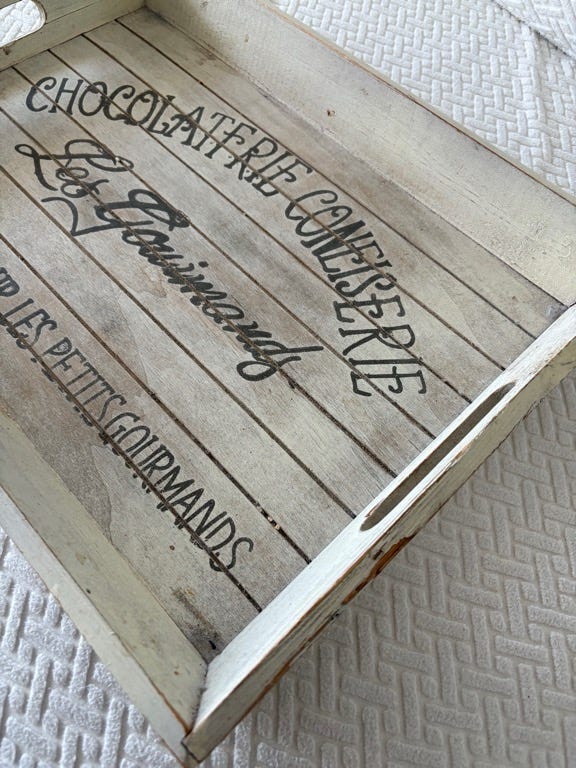 CHOCOLATERIE CONFISERIE
Les Gourmands
LES PETITS GOURMANDS